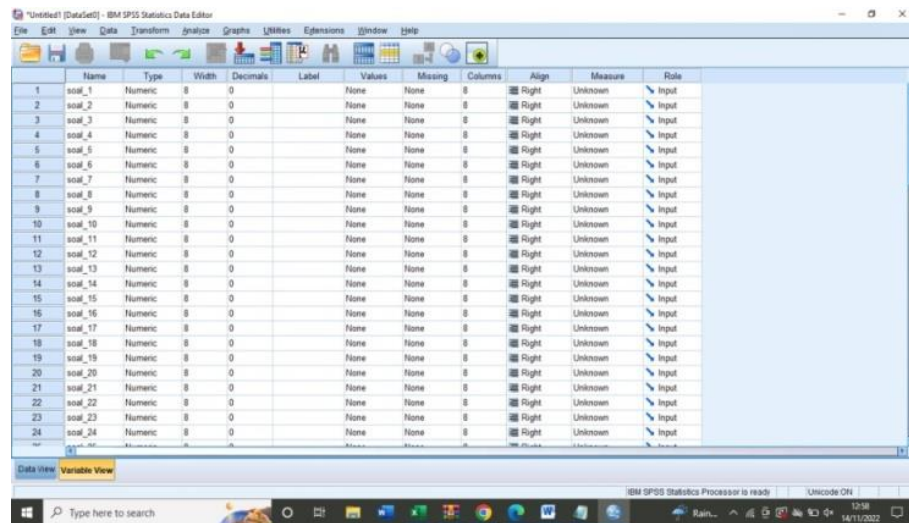 *Untitled1 [DataSet0] - IBM SPSS Statistics Data Editor
File Edit View Data Transform Analyze Graphs Utilities Extensions Window Help
Name Type Width Decimals Label Values Missing Columns Align Measure Role
1 soal_1 Numeric 8 0 None None 8 Right Unknown Input
2 soal_2 Numeric 8 0 None None 8 Right Unknown Input
3 soal_3 Numeric 8 0 None None 8 Right Unknown Input
4 soal_4 Numeric 8 0 None None 8 Right Unknown Input
5 soal_5 Numeric 8 0 None None 8 Right Unknown Input
6 soal_6 Numeric 8 0 None None 8 Right Unknown Input
7 soal_7 Numeric 8 0 None None 8 Right Unknown Input
8 soal_8 Numeric 8 0 None None 8 Right Unknown Input
9 soal_9 Numeric 8 0 None None 8 Right Unknown Input
10 soal_10 Numeric 8 0 None None 8 Right Unknown Input
11 soal_11 Numeric 8 0 None None 8 Right Unknown Input
12 soal_12 Numeric 8 0 None None 8 Right Unknown Input
13 soal_13 Numeric 8 0 None None 8 Right Unknown Input
14 soal_14 Numeric 8 0 None None 8 Right Unknown Input
15 soal_15 Numeric 8 0 None None 8 Right Unknown Input
16 soal_16 Numeric 8 0 None None 8 Right Unknown Input
17 soal_17 Numeric 8 0 None None 8 Right Unknown Input
18 soal_18 Numeric 8 0 None None 8 Right Unknown Input
19 soal_19 Numeric 8 0 None None 8 Right Unknown Input
20 soal_20 Numeric 8 0 None None 8 Right Unknown Input
21 soal_21 Numeric 8 0 None None 8 Right Unknown Input
22 soal_22 Numeric 8 0 None None 8 Right Unknown Input
23 soal_23 Numeric 8 0 None None 8 Right Unknown Input
24 soal_24 Numeric 8 0 None None 8 Right Unknown Input
Data View Variable View
IBM SPSS Statistics Processor is ready Unicode:ON
Type here to search Rain... 12:58
14/11/2022